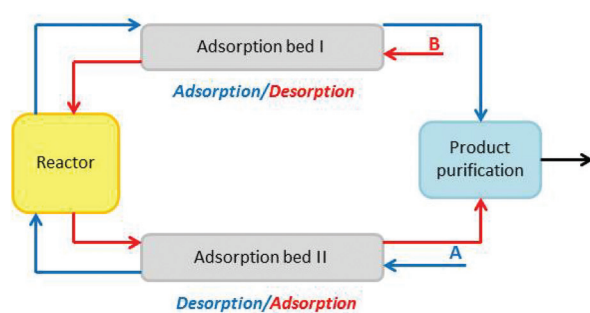 Adsorption bed I
B
Adsorption/Desorption
Reactor
Product
purification
Adsorption bed II
A
Desorption/Adsorption